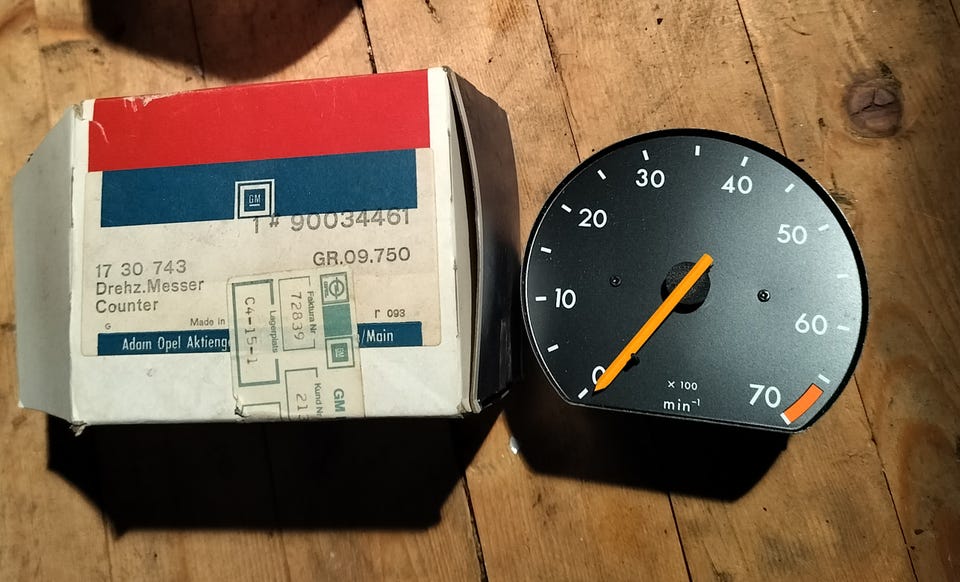 GM
1 # 90034461
GR.09.750
17 30 743
Drehz.Messer
Counter
G
Made in
r 093
Adam Opel Aktieng
/Main
C4-15-1
Lagerplatz
Faktura Nr
72839
OPEL
GM
Kund Nr
GM
0
10
20
30
40
50
60
70
x 100
min⁻¹